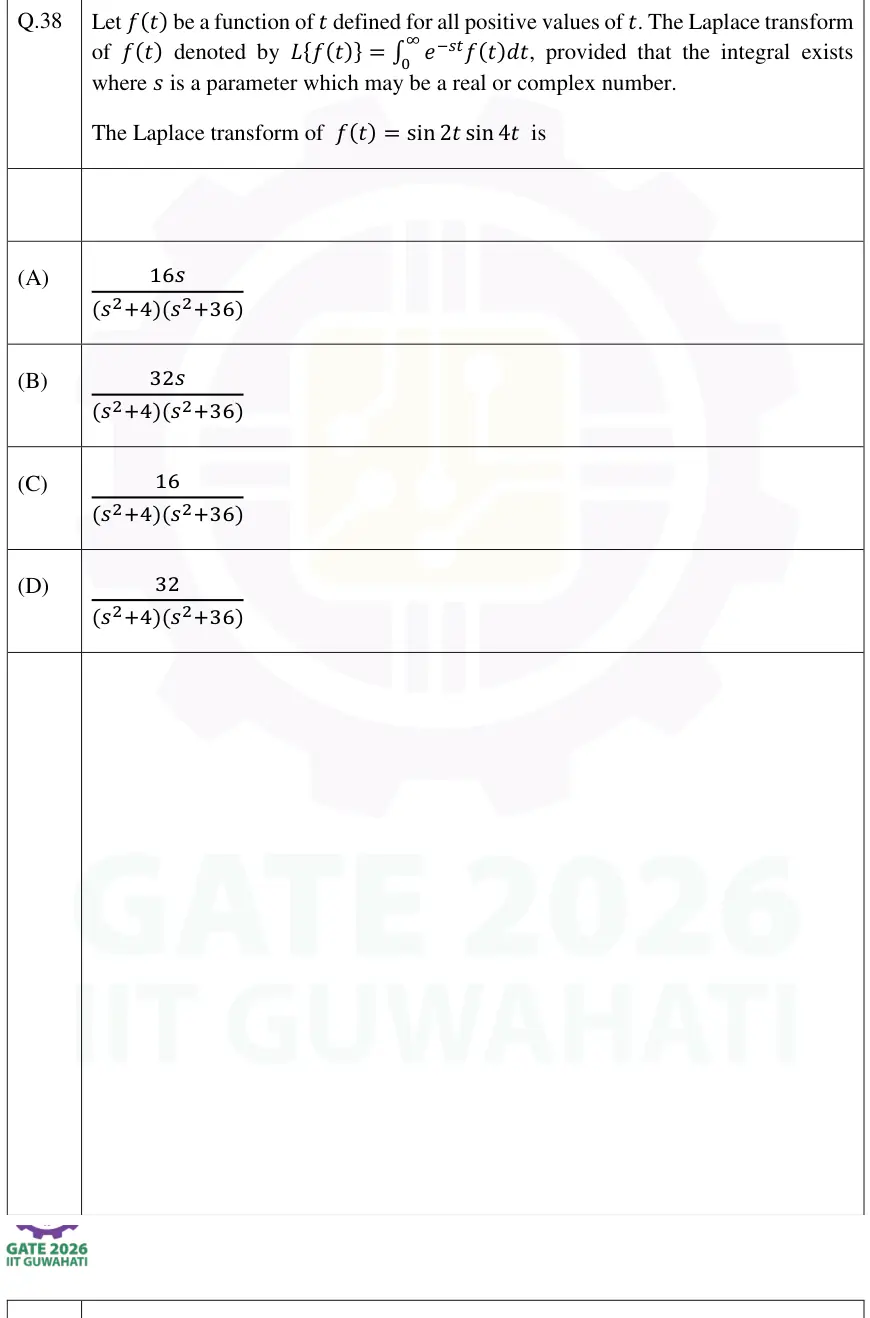 Q.38 Let f(t) be a function of t defined for all positive values of t. The Laplace transform
of f(t) denoted by L{f(t)} = ∫₀^∞ e^{−st} f(t)dt, provided that the integral exists
where s is a parameter which may be a real or complex number.
The Laplace transform of f(t) = sin 2t sin 4t is
(A) 16s
(s²+4)(s²+36)
(B) 32s
(s²+4)(s²+36)
(C) 16
(s²+4)(s²+36)
(D) 32
(s²+4)(s²+36)
GATE 2026
IIT GUWAHATI
GATE 2026
IIT GUWAHATI